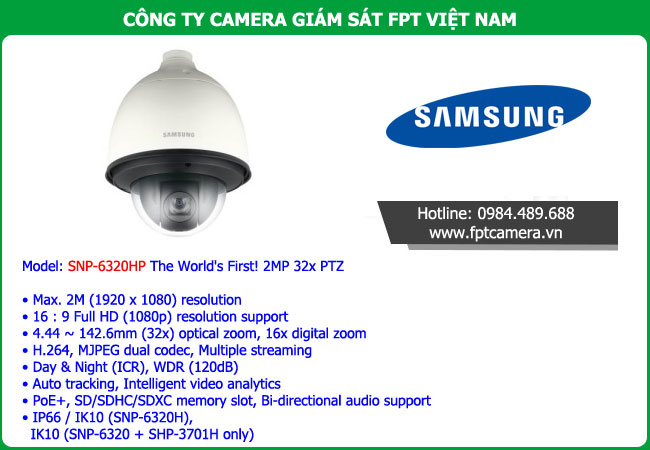 CÔNG TY CAMERA GIÁM SÁT FPT VIỆT NAM
SAMSUNG
SAMSUNG
Hotline: 0984.489.688
www.fptcamera.vn
Model: SNP-6320HP The World's First! 2MP 32x PTZ
• Max. 2M (1920 x 1080) resolution
• 16 : 9 Full HD (1080p) resolution support
• 4.44 ~ 142.6mm (32x) optical zoom, 16x digital zoom
• H.264, MJPEG dual codec, Multiple streaming
• Day & Night (ICR), WDR (120dB)
• Auto tracking, Intelligent video analytics
• PoE+, SD/SDHC/SDXC memory slot, Bi-directional audio support
• IP66 / IK10 (SNP-6320H),
IK10 (SNP-6320 + SHP-3701H only)